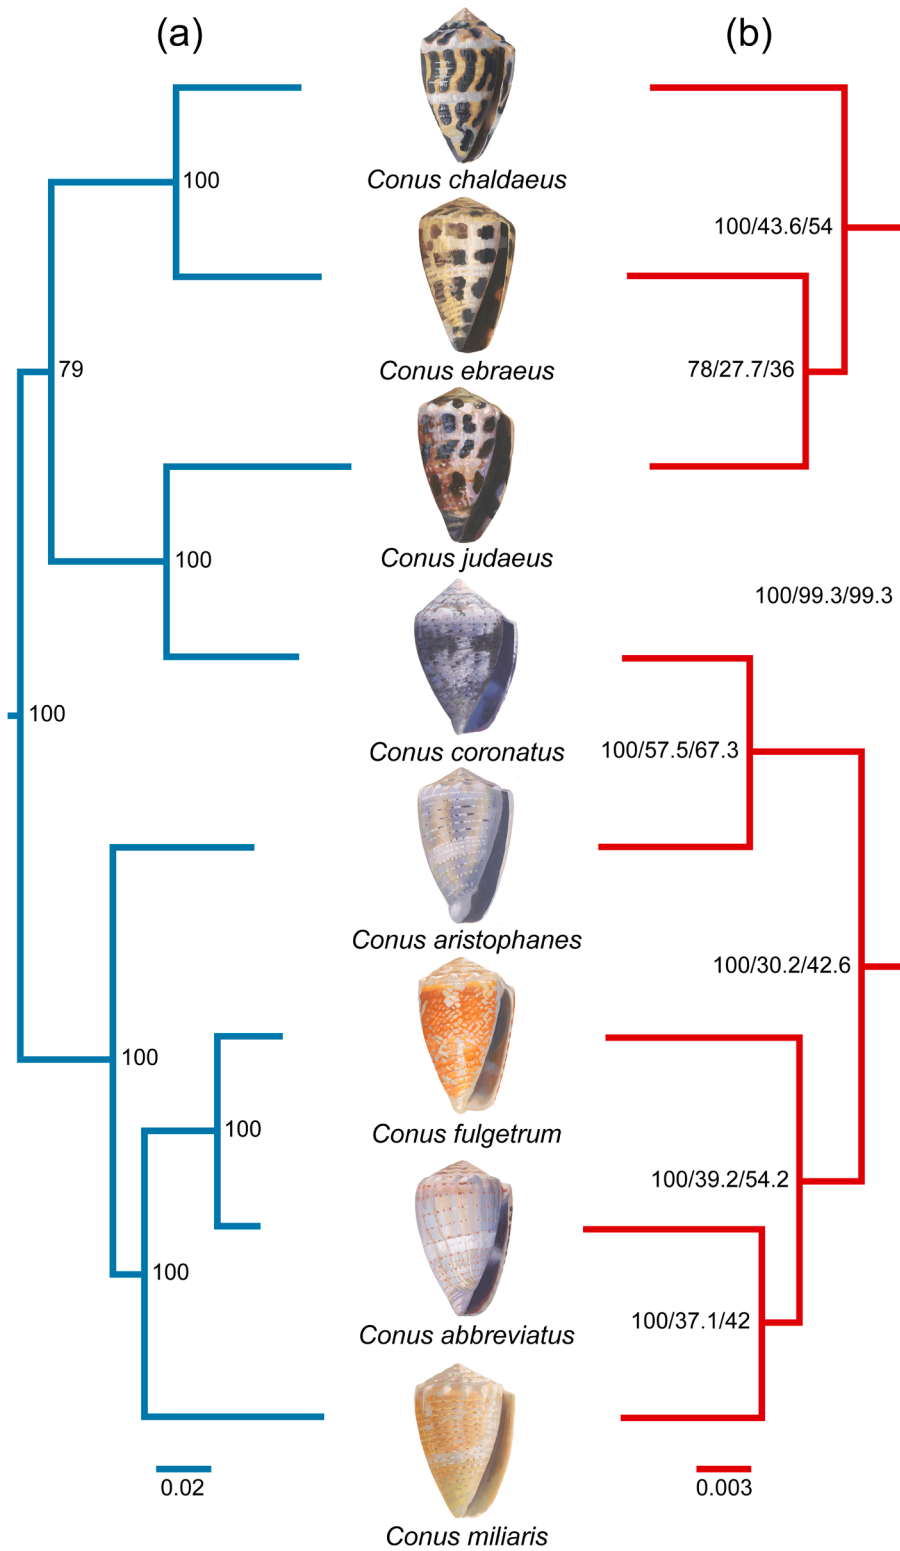 (a)
(b)
Conus chaldaeus
100
100/43.6/54
Conus ebraeus
79
78/27.7/36
Conus judaeus
100
100/99.3/99.3
100
Conus coronatus
100/57.5/67.3
Conus aristophanes
100/30.2/42.6
100
Conus fulgetrum
100
100/39.2/54.2
100
Conus abbreviatus
100/37.1/42
0.02
0.003
Conus miliaris